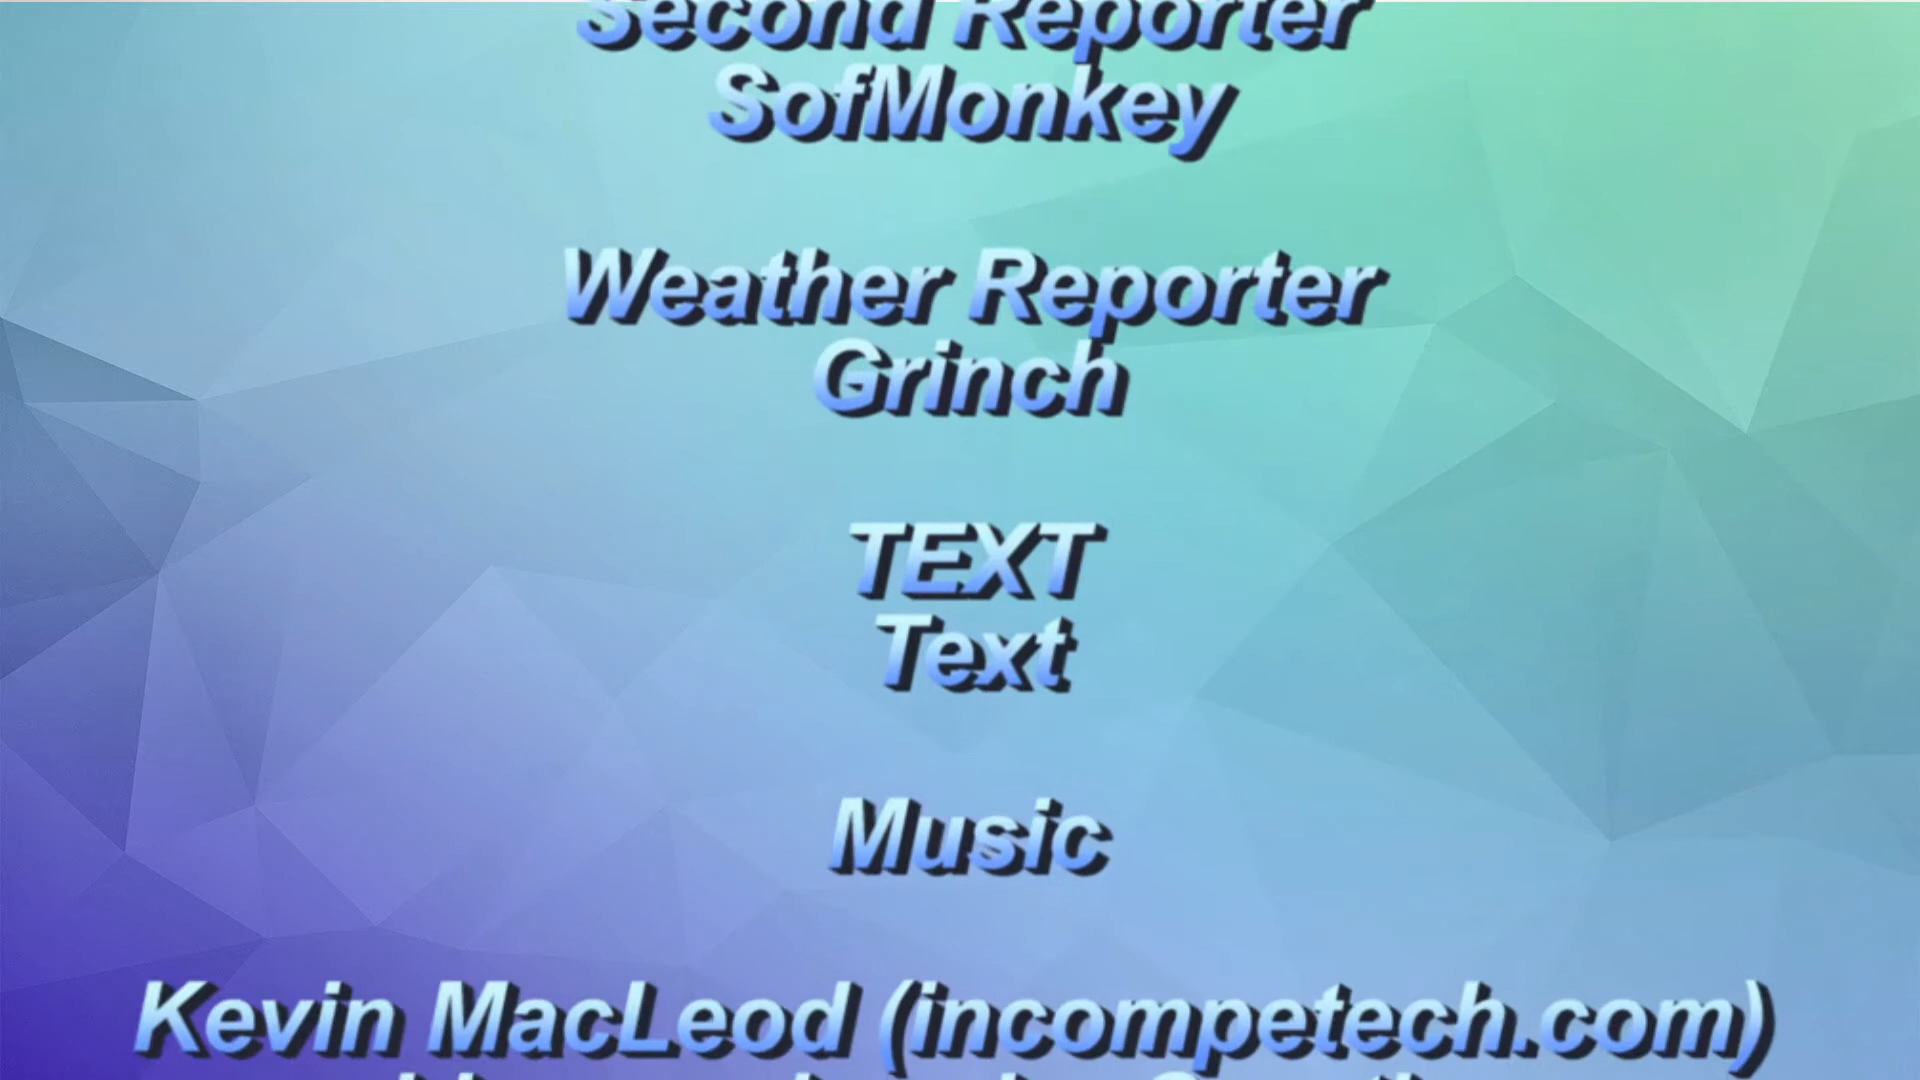 Second Reporter
SofMonkey
Weather Reporter
Grinch
TEXT
Text
Music
Kevin MacLeod (incompetech.com)